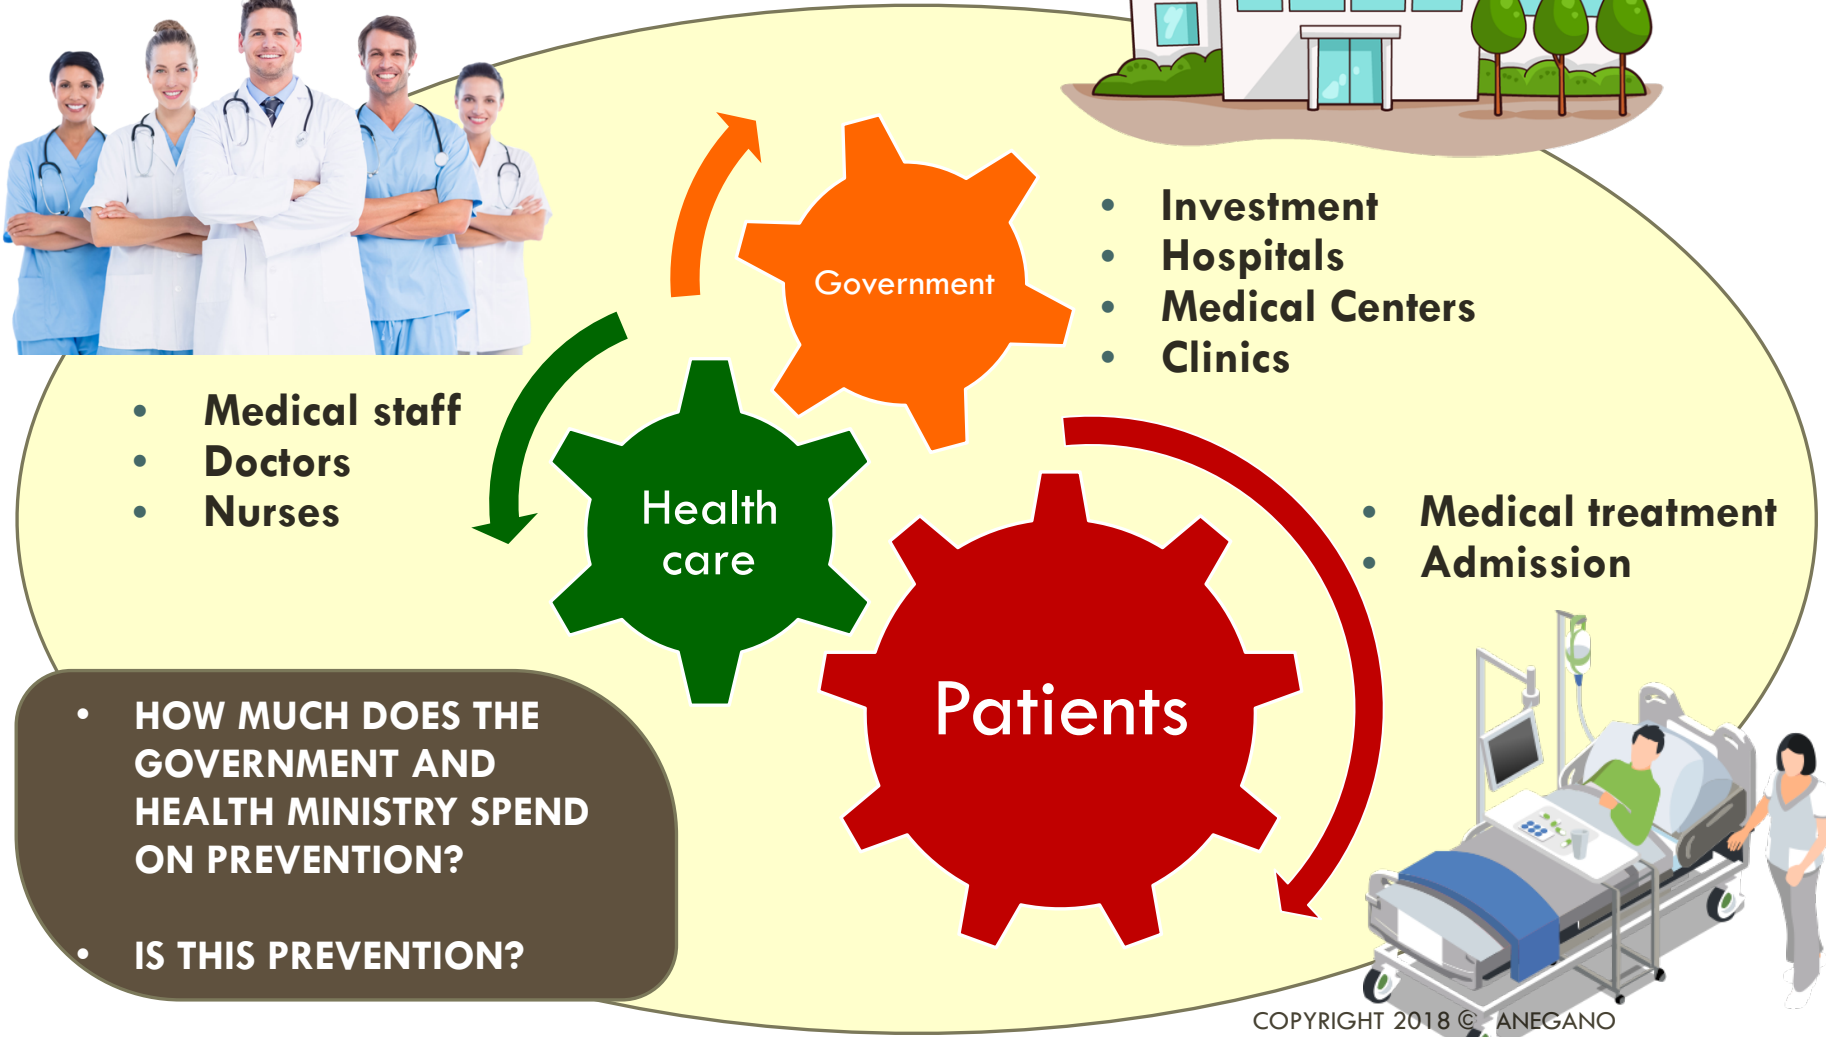 Government
• Investment
• Hospitals
• Medical Centers
• Clinics
• Medical staff
• Doctors
• Nurses
Health
care
• Medical treatment
• Admission
Patients
• HOW MUCH DOES THE
GOVERNMENT AND
HEALTH MINISTRY SPEND
ON PREVENTION?
• IS THIS PREVENTION?
COPYRIGHT 2018 © ANEGANO